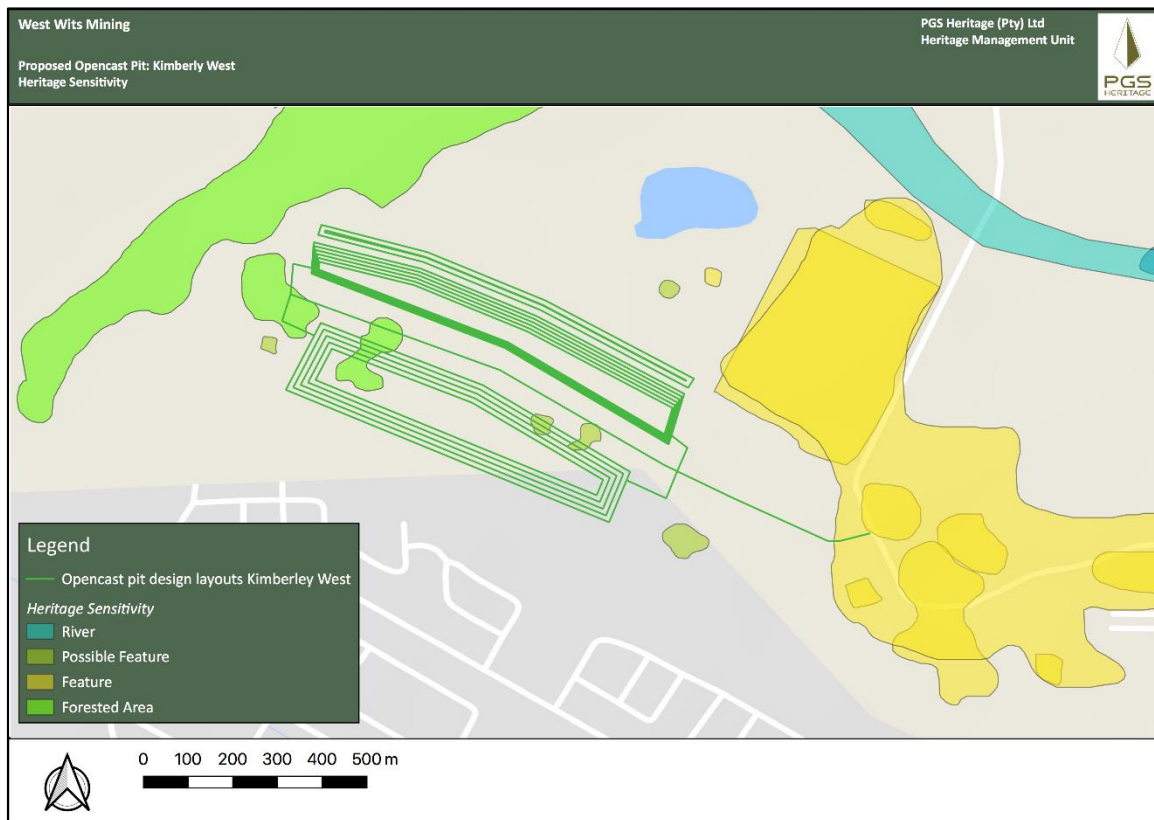 West Wits Mining
Proposed Opencast Pit: Kimberly West
Heritage Sensitivity
PGS Heritage (Pty) Ltd
Heritage Management Unit
PGS
HERITAGE
Legend
Opencast pit design layouts Kimberley West
Heritage Sensitivity
River
Possible Feature
Feature
Forested Area
0 100 200 300 400 500 m